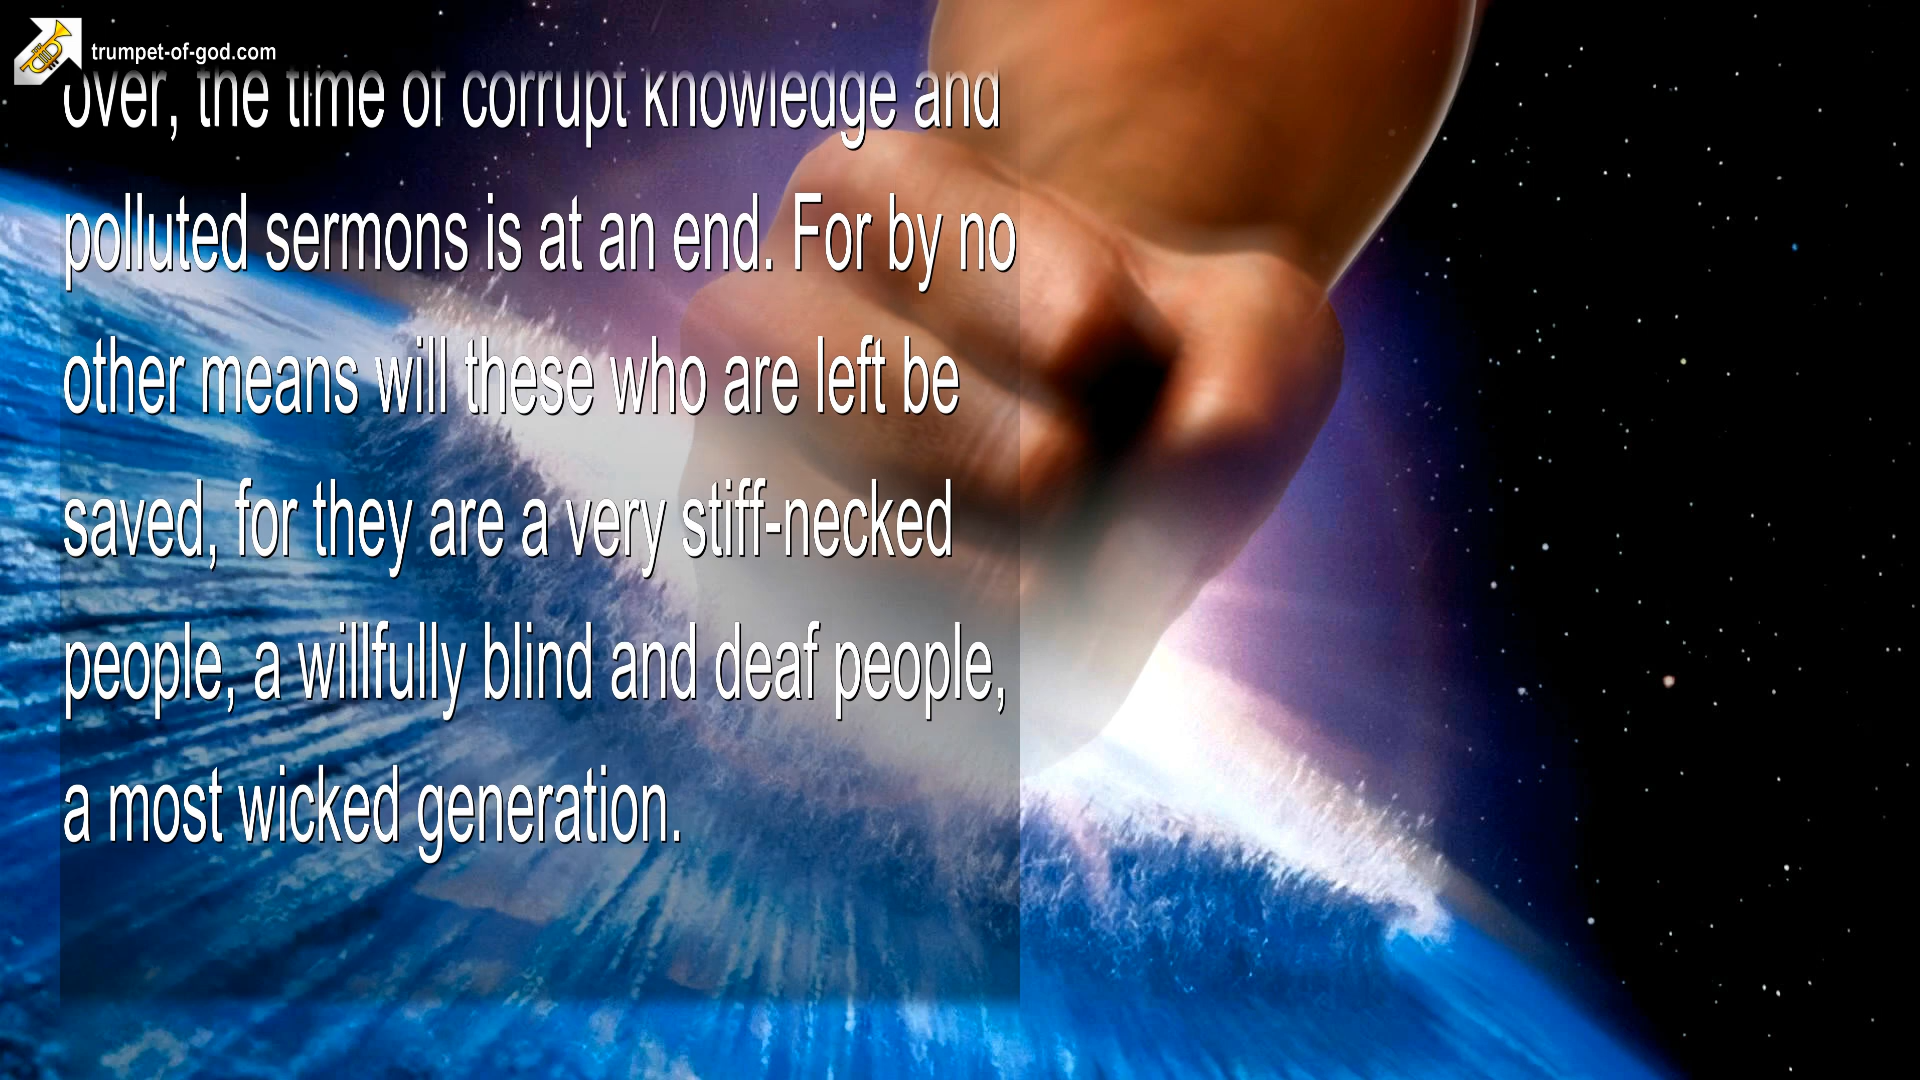 trumpet-of-god.com
over, the time of corrupt knowledge and
polluted sermons is at an end. For by no
other means will these who are left be
saved, for they are a very stiff-necked
people, a willfully blind and deaf people,
a most wicked generation.